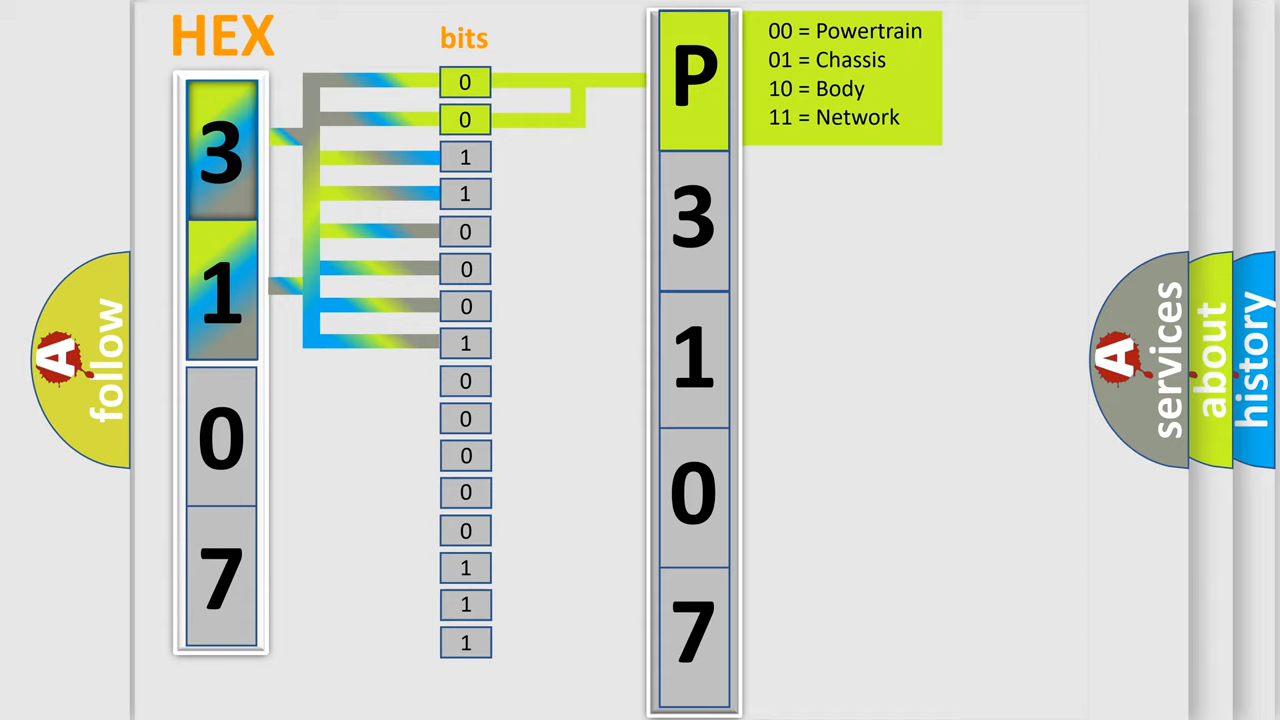 HEX
bits
3
1
0
7
0
0
1
1
0
0
0
1
0
0
0
0
0
1
1
1
P
3
1
0
7
00 = Powertrain
01 = Chassis
10 = Body
11 = Network
A follow
A services
about
history